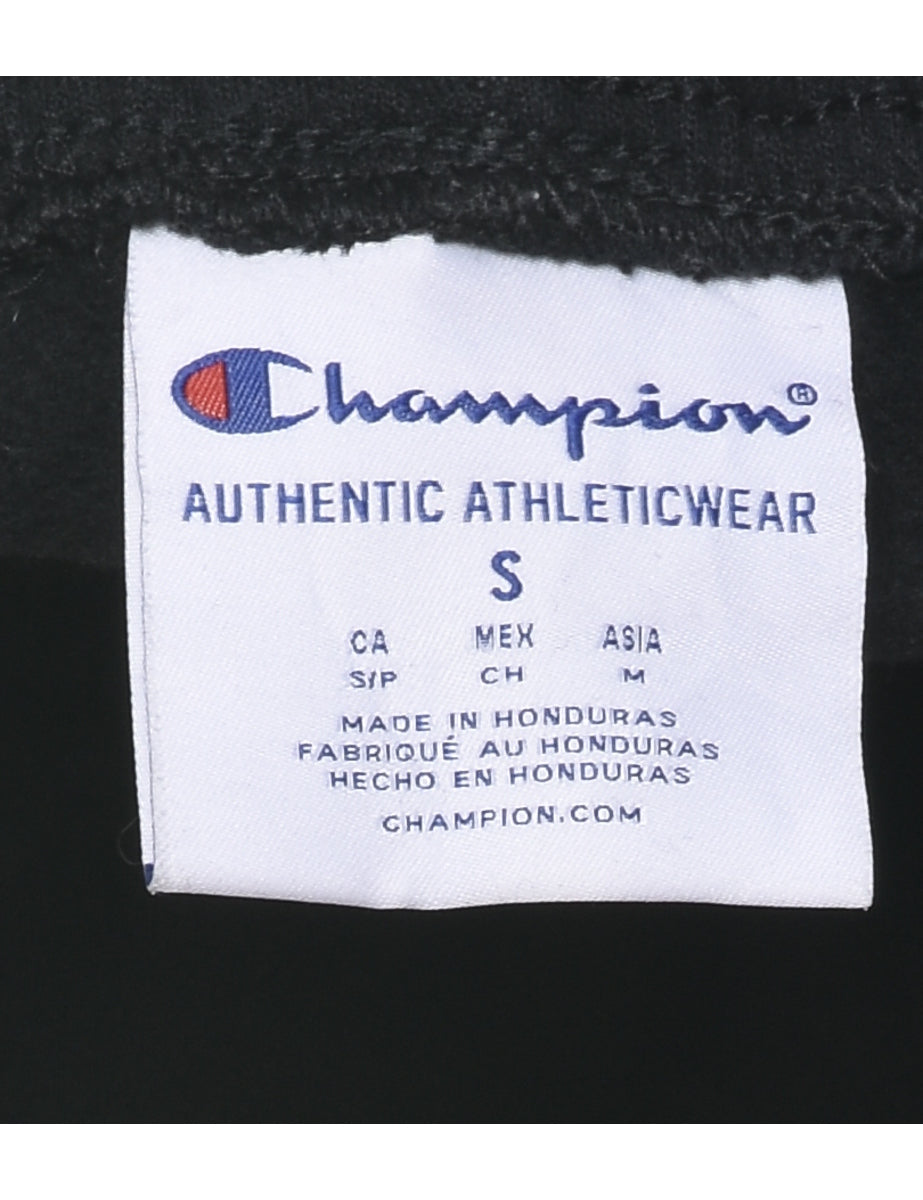 Champion®
AUTHENTIC ATHLETICWEAR
S
CA MEX ASIA
S/P CH M
MADE IN HONDURAS
FABRIQUÉ AU HONDURAS
HECHO EN HONDURAS
CHAMPION.COM